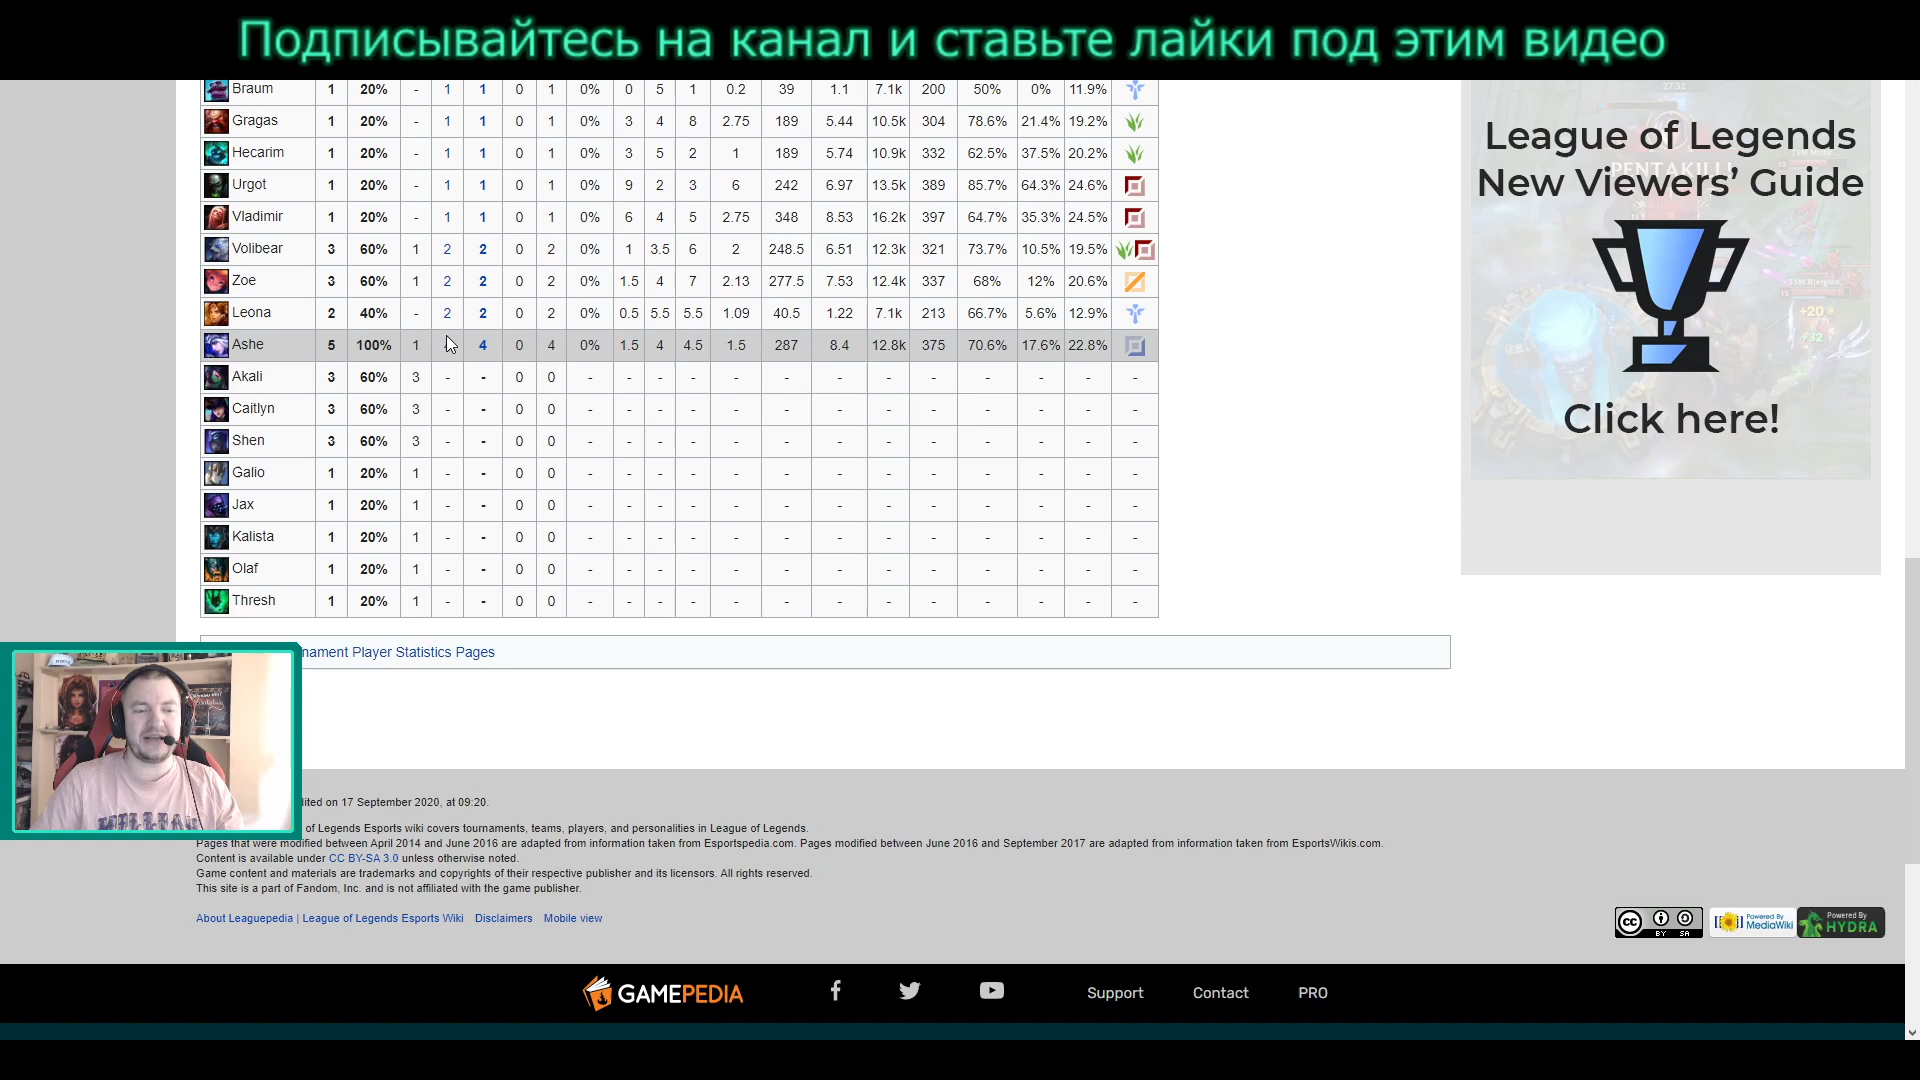 Подписывайтесь на канал и ставьте лайки под этим видео
Braum 1 20% - 1 1 0 1 0% 0 5 1 0.2 39 1.1 7.1k 200 50% 0% 11.9%
Gragas 1 20% - 1 1 0 1 0% 3 4 8 2.75 189 5.44 10.5k 304 78.6% 21.4% 19.2%
Hecarim 1 20% - 1 1 0 1 0% 3 5 2 1 189 5.74 10.9k 332 62.5% 37.5% 20.2%
Urgot 1 20% - 1 1 0 1 0% 9 2 3 6 242 6.97 13.5k 389 85.7% 64.3% 24.6%
Vladimir 1 20% - 1 1 0 1 0% 6 4 5 2.75 348 8.53 16.2k 397 64.7% 35.3% 24.5%
Volibear 3 60% 1 2 2 0 2 0% 1 3.5 6 2 248.5 6.51 12.3k 321 73.7% 10.5% 19.5%
Zoe 3 60% 1 2 2 0 2 0% 1.5 4 7 2.13 277.5 7.53 12.4k 337 68% 12% 20.6%
Leona 2 40% - 2 2 0 2 0% 0.5 5.5 5.5 1.09 40.5 1.22 7.1k 213 66.7% 5.6% 12.9%
Ashe 5 100% 1 4 0 4 0% 1.5 4 4.5 1.5 287 8.4 12.8k 375 70.6% 17.6% 22.8%
Akali 3 60% 3 - - 0 0 - - - - - - - - - - - - -
Caitlyn 3 60% 3 - - 0 0 - - - - - - - - - - - - -
Shen 3 60% 3 - - 0 0 - - - - - - - - - - - - -
Galio 1 20% 1 - - 0 0 - - - - - - - - - - - - -
Jax 1 20% 1 - - 0 0 - - - - - - - - - - - - -
Kalista 1 20% 1 - - 0 0 - - - - - - - - - - - - -
Olaf 1 20% 1 - - 0 0 - - - - - - - - - - - - -
Thresh 1 20% 1 - - 0 0 - - - - - - - - - - - - -
27:32
PENTAKILL!
League of Legends
New Viewers' Guide
+20
+32
Click here!
nament Player Statistics Pages
dited on 17 September 2020, at 09:20.
of Legends Esports wiki covers tournaments, teams, players, and personalities in League of Legends.
Pages that were modified between April 2014 and June 2016 are adapted from information taken from Esportspedia.com. Pages modified between June 2016 and September 2017 are adapted from information taken from EsportsWikis.com.
Content is available under CC BY-SA 3.0 unless otherwise noted.
Game content and materials are trademarks and copyrights of their respective publisher and its licensors. All rights reserved.
This site is a part of Fandom, Inc. and is not affiliated with the game publisher.
About Leaguepedia | League of Legends Esports Wiki Disclaimers Mobile view
cc BY SA
Powered By MediaWiki
Powered By HYDRA
GAMEPEDIA
Support Contact PRO